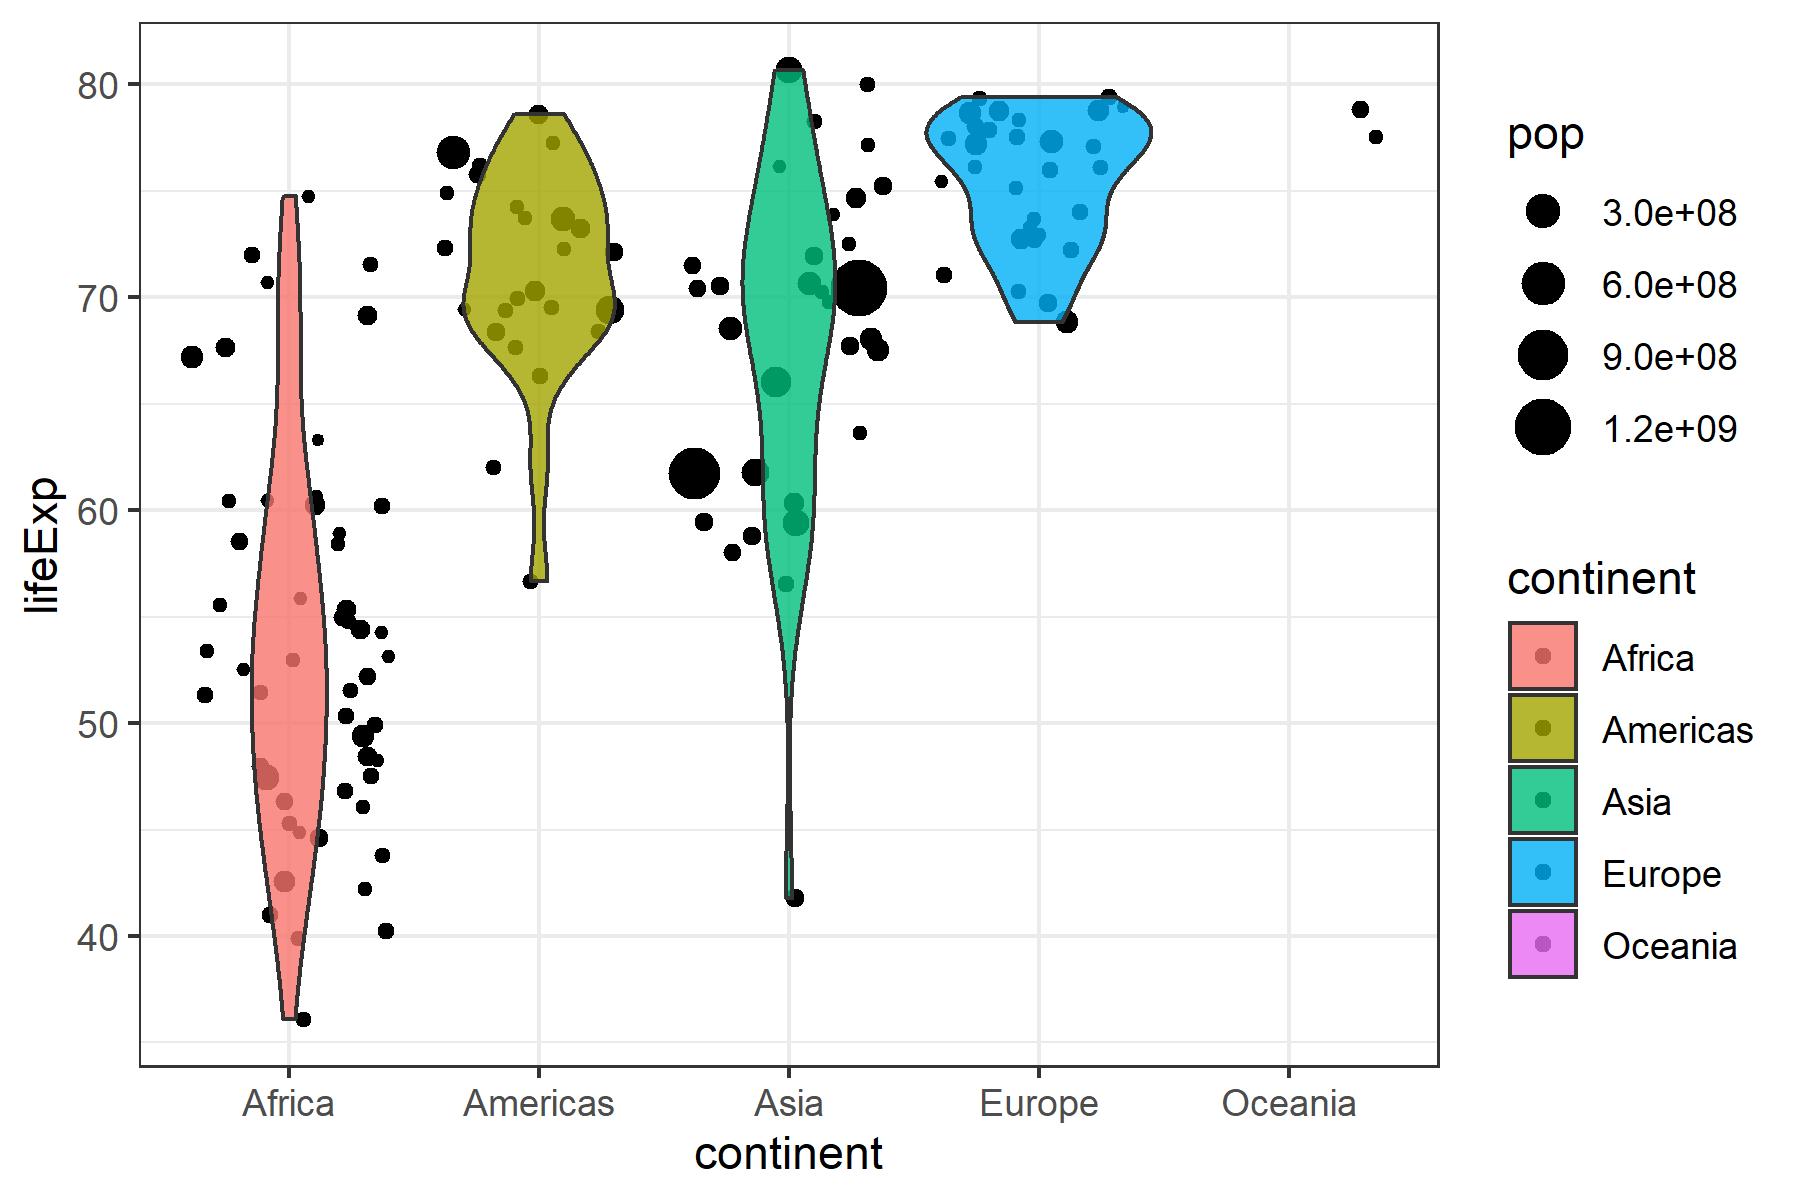 80
70
60
50
40
lifeExp
Africa
Americas
Asia
Europe
Oceania
continent
pop
3.0e+08
6.0e+08
9.0e+08
1.2e+09
continent
Africa
Americas
Asia
Europe
Oceania